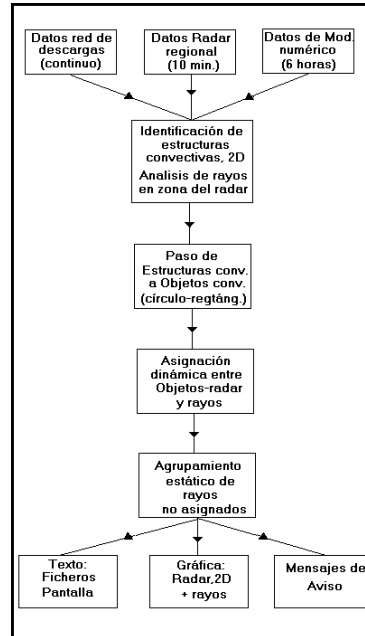 Datos red de
descargas
(continuo)
Datos Radar
regional
(10 min.)
Datos de Mod.
numérico
(6 horas)
Identificación de
estructuras
convectivas, 2D
Analisis de rayos
en zona del radar
Paso de
Estructuras conv.
a Objetos conv.
(círculo-regtáng.)
Asignación
dinámica entre
Objetos-radar
y rayos
Agrupamiento
estático de
rayos
no asignados
Texto:
Ficheros
Pantalla
Gráfica:
Radar,2D
+ rayos
Mensajes de
Aviso